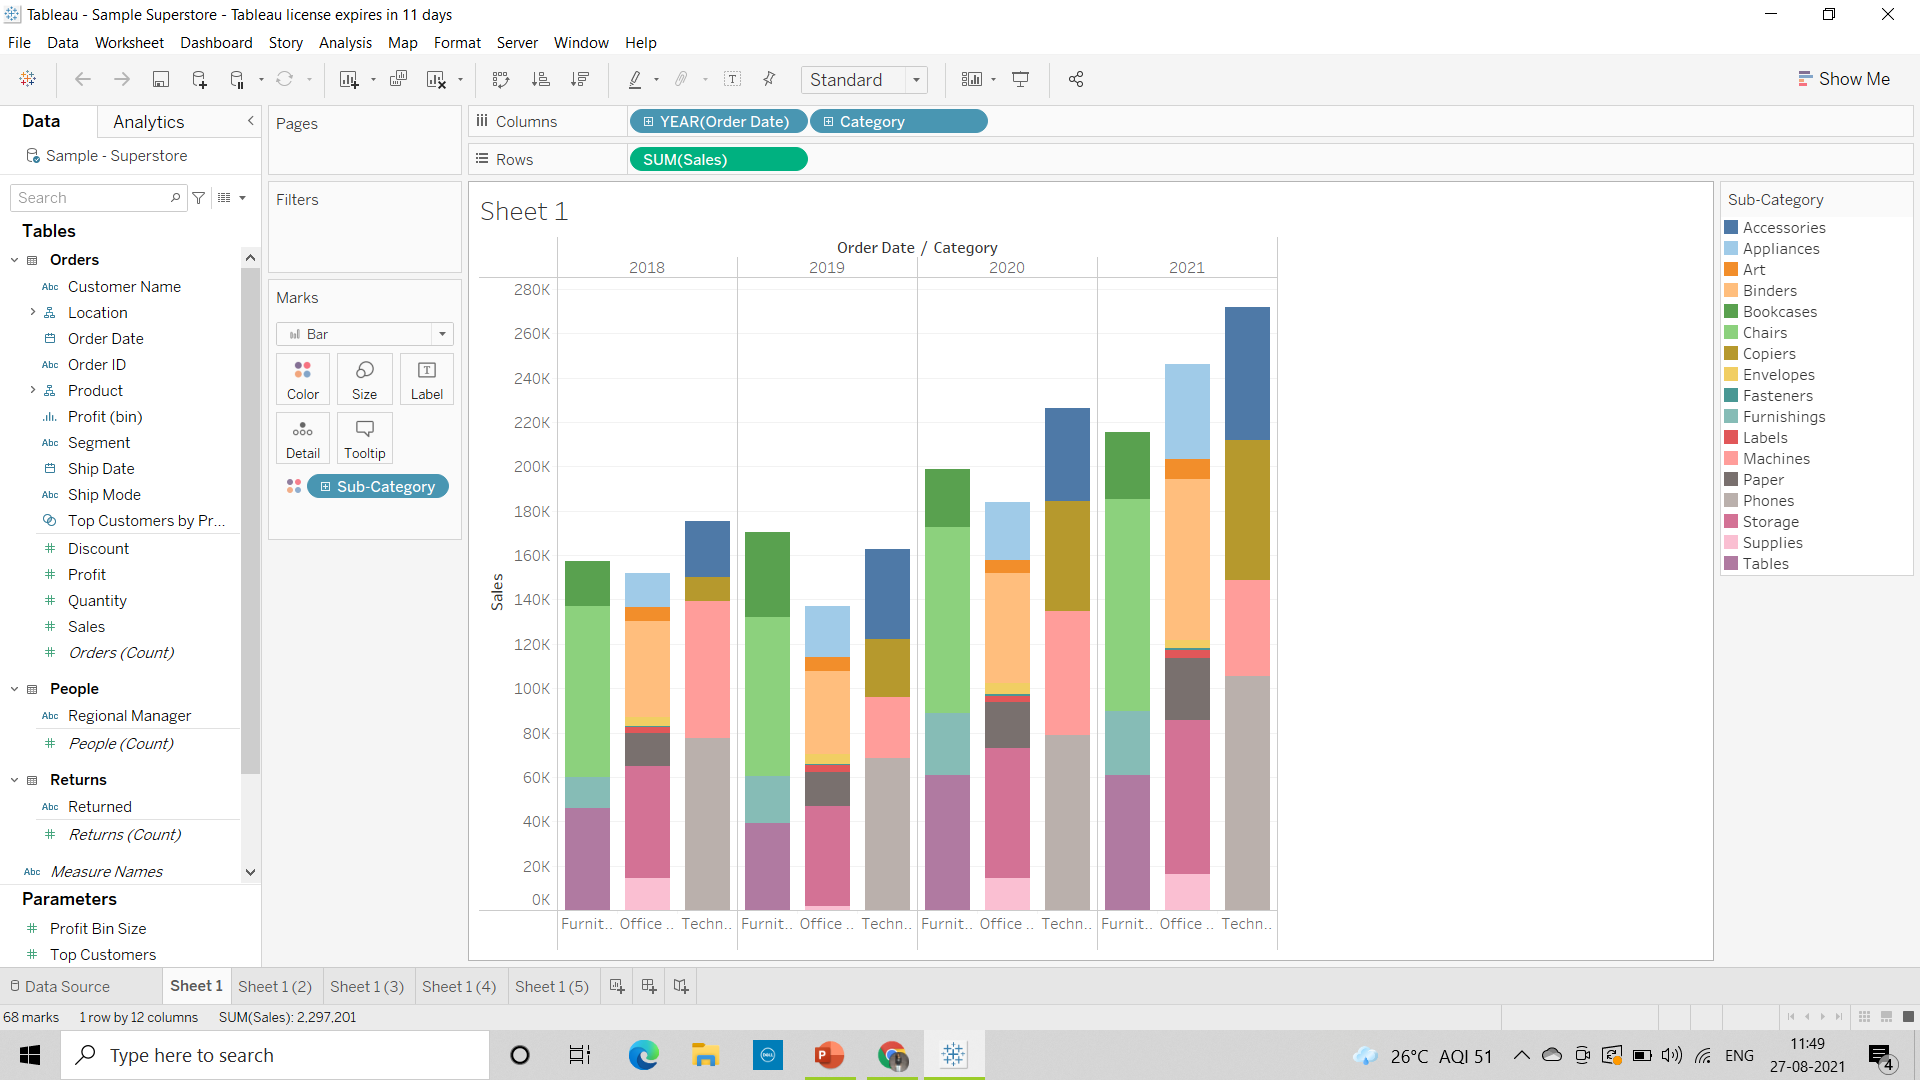 Tableau - Sample Superstore - Tableau license expires in 11 days
File Data Worksheet Dashboard Story Analysis Map Format Server Window Help
Standard
Show Me
Data Analytics
Sample - Superstore
Search
Tables
Orders
Abc Customer Name
Location
Order Date
Abc Order ID
Product
Profit (bin)
Abc Segment
Ship Date
Abc Ship Mode
Top Customers by Pr...
# Discount
# Profit
# Quantity
# Sales
# Orders (Count)
People
Abc Regional Manager
# People (Count)
Returns
Abc Returned
# Returns (Count)
Abc Measure Names
Parameters
# Profit Bin Size
# Top Customers
Pages
Filters
Marks
Bar
Color Size Label
Detail Tooltip
Sub-Category
Columns YEAR(Order Date) Category
Rows SUM(Sales)
Sheet 1
Order Date / Category
2018 2019 2020 2021
280K
260K
240K
220K
200K
180K
160K
140K
120K
100K
80K
60K
40K
20K
0K
Sales
Furnit.. Office .. Techn.. Furnit.. Office .. Techn.. Furnit.. Office .. Techn.. Furnit.. Office .. Techn..
Sub-Category
Accessories
Appliances
Art
Binders
Bookcases
Chairs
Copiers
Envelopes
Fasteners
Furnishings
Labels
Machines
Paper
Phones
Storage
Supplies
Tables
Data Source Sheet 1 Sheet 1 (2) Sheet 1 (3) Sheet 1 (4) Sheet 1 (5)
68 marks 1 row by 12 columns SUM(Sales): 2,297,201
Type here to search
26°C AQI 51
ENG
11:49
27-08-2021
4